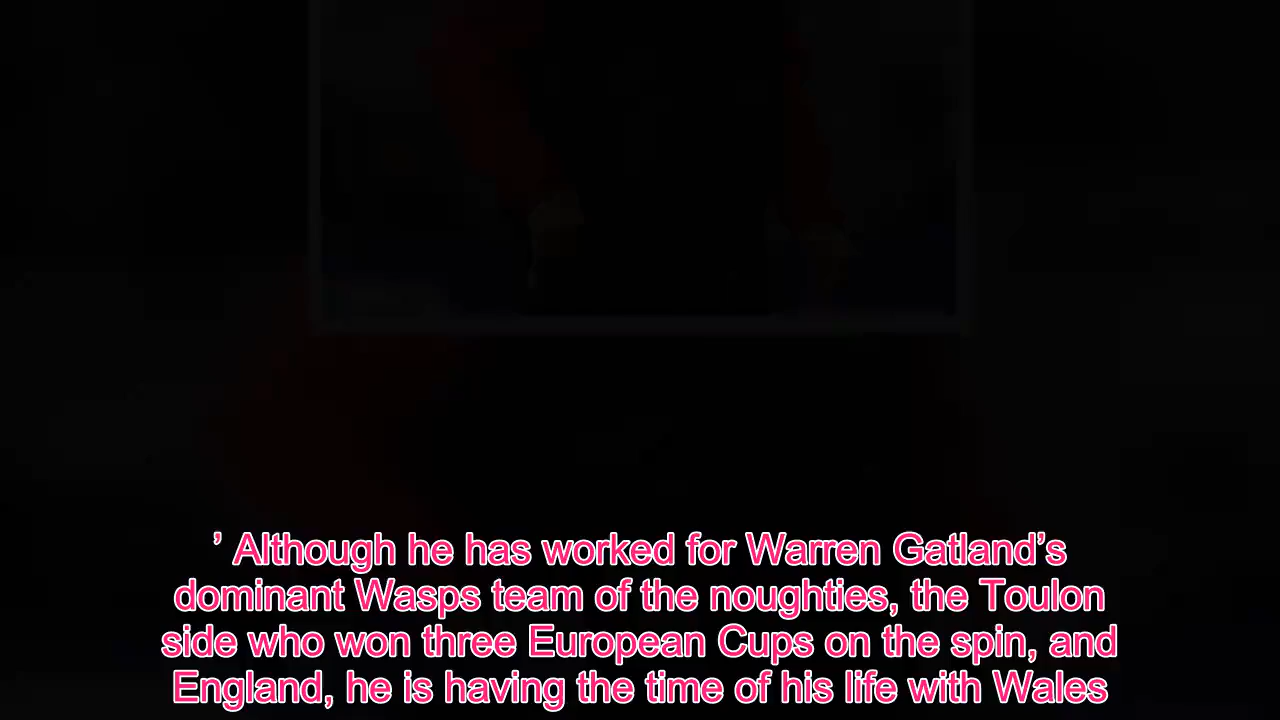 ’ Although he has worked for Warren Gatland’s
dominant Wasps team of the noughties, the Toulon
side who won three European Cups on the spin, and
England, he is having the time of his life with Wales